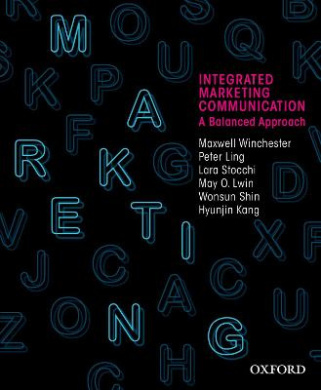 INTEGRATED
MARKETING
COMMUNICATION
A Balanced Approach
Maxwell Winchester
Peter Ling
Lara Stocchi
May O. Lwin
Wonsun Shin
Hyunjin Kang
M
A
R
K
E
T
I
N
G
OXFORD